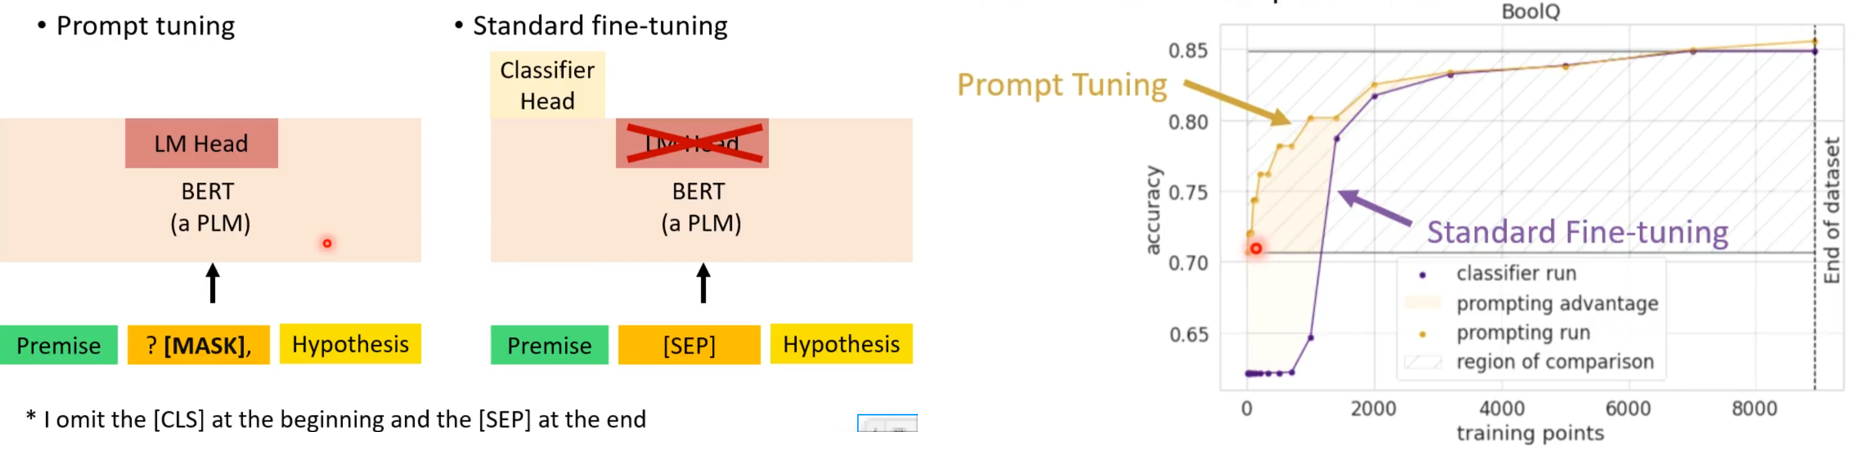 • Prompt tuning
LM Head
BERT
(a PLM)
Premise
? [MASK],
Hypothesis
• Standard fine-tuning
Classifier
Head
LM Head
BERT
(a PLM)
Premise
[SEP]
Hypothesis
* I omit the [CLS] at the beginning and the [SEP] at the end
BoolQ
Prompt Tuning
Standard Fine-tuning
accuracy
0.85
0.80
0.75
0.70
0.65
classifier run
prompting advantage
prompting run
region of comparison
End of dataset
0 2000 4000 6000 8000
training points